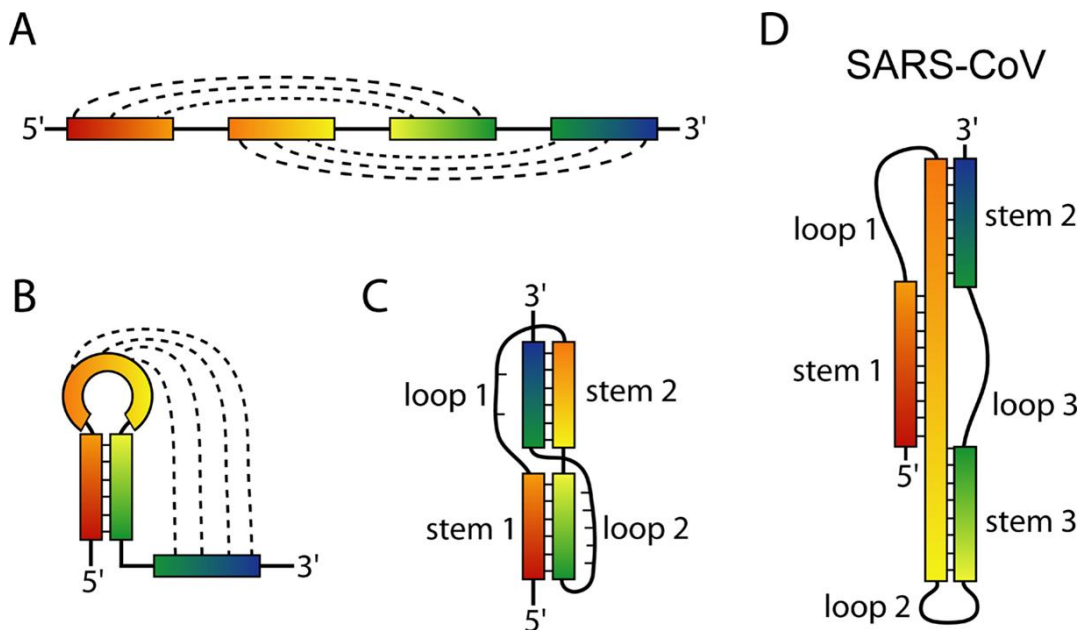 A
5'
3'
B
5'
3'
C
3'
loop 1
stem 2
stem 1
loop 2
5'
D
SARS-CoV
3'
loop 1
stem 2
stem 1
loop 3
5'
stem 3
loop 2